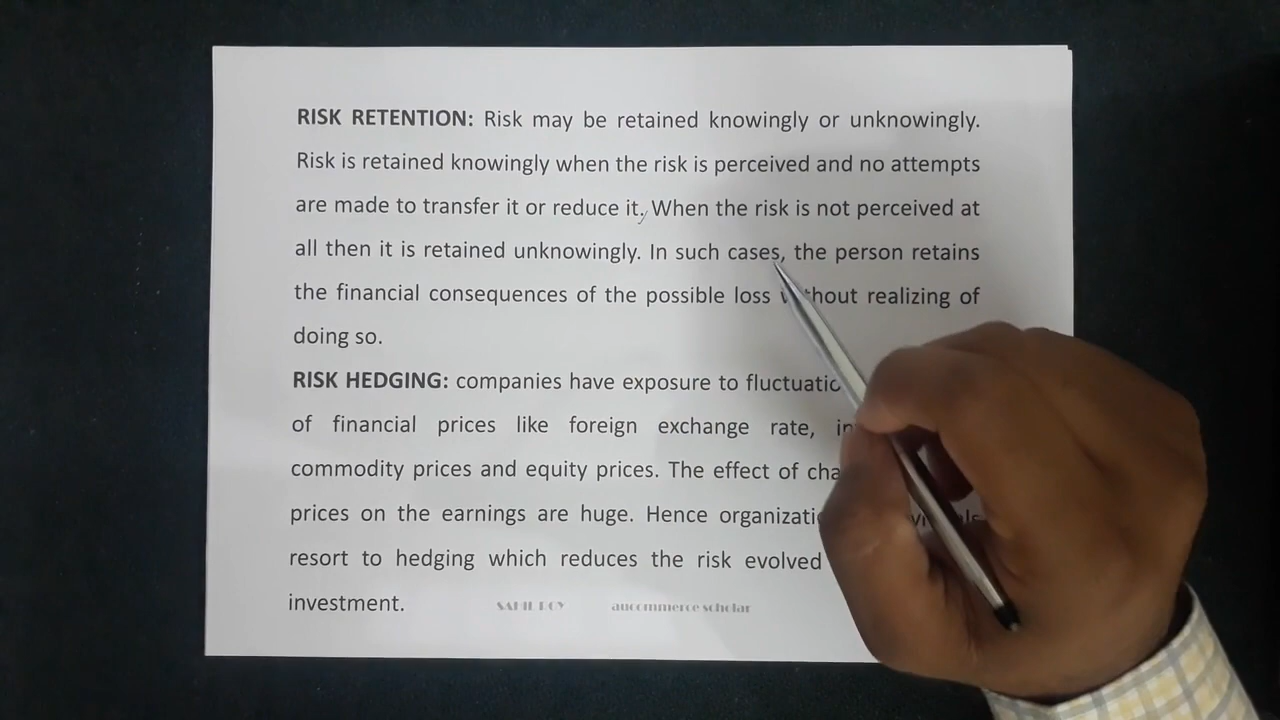 RISK RETENTION: Risk may be retained knowingly or unknowingly.
Risk is retained knowingly when the risk is perceived and no attempts
are made to transfer it or reduce it. When the risk is not perceived at
all then it is retained unknowingly. In such cases, the person retains
the financial consequences of the possible loss without realizing of
doing so.
RISK HEDGING: companies have exposure to
of financial prices like foreign exchange rate,
commodity prices and equity prices. The effect of
prices on the earnings are huge. Hence
resort to hedging which reduces the risk evolved
investment.
aucommerce scholar